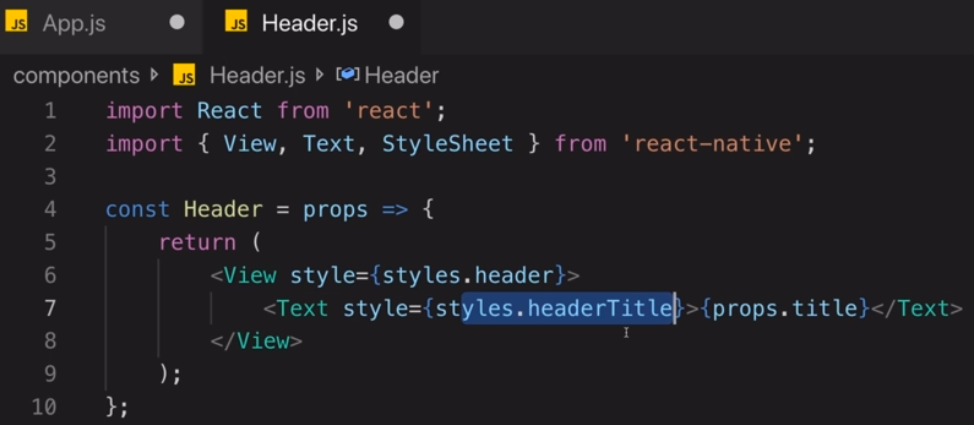 JS App.js JS Header.js
components JS Header.js Header
1 import React from 'react';
2 import { View, Text, StyleSheet } from 'react-native';
3
4 const Header = props => {
5 return (
6 <View style={styles.header}>
7 <Text style={styles.headerTitle}>{props.title}</Text>
8 </View>
9 );
10 };